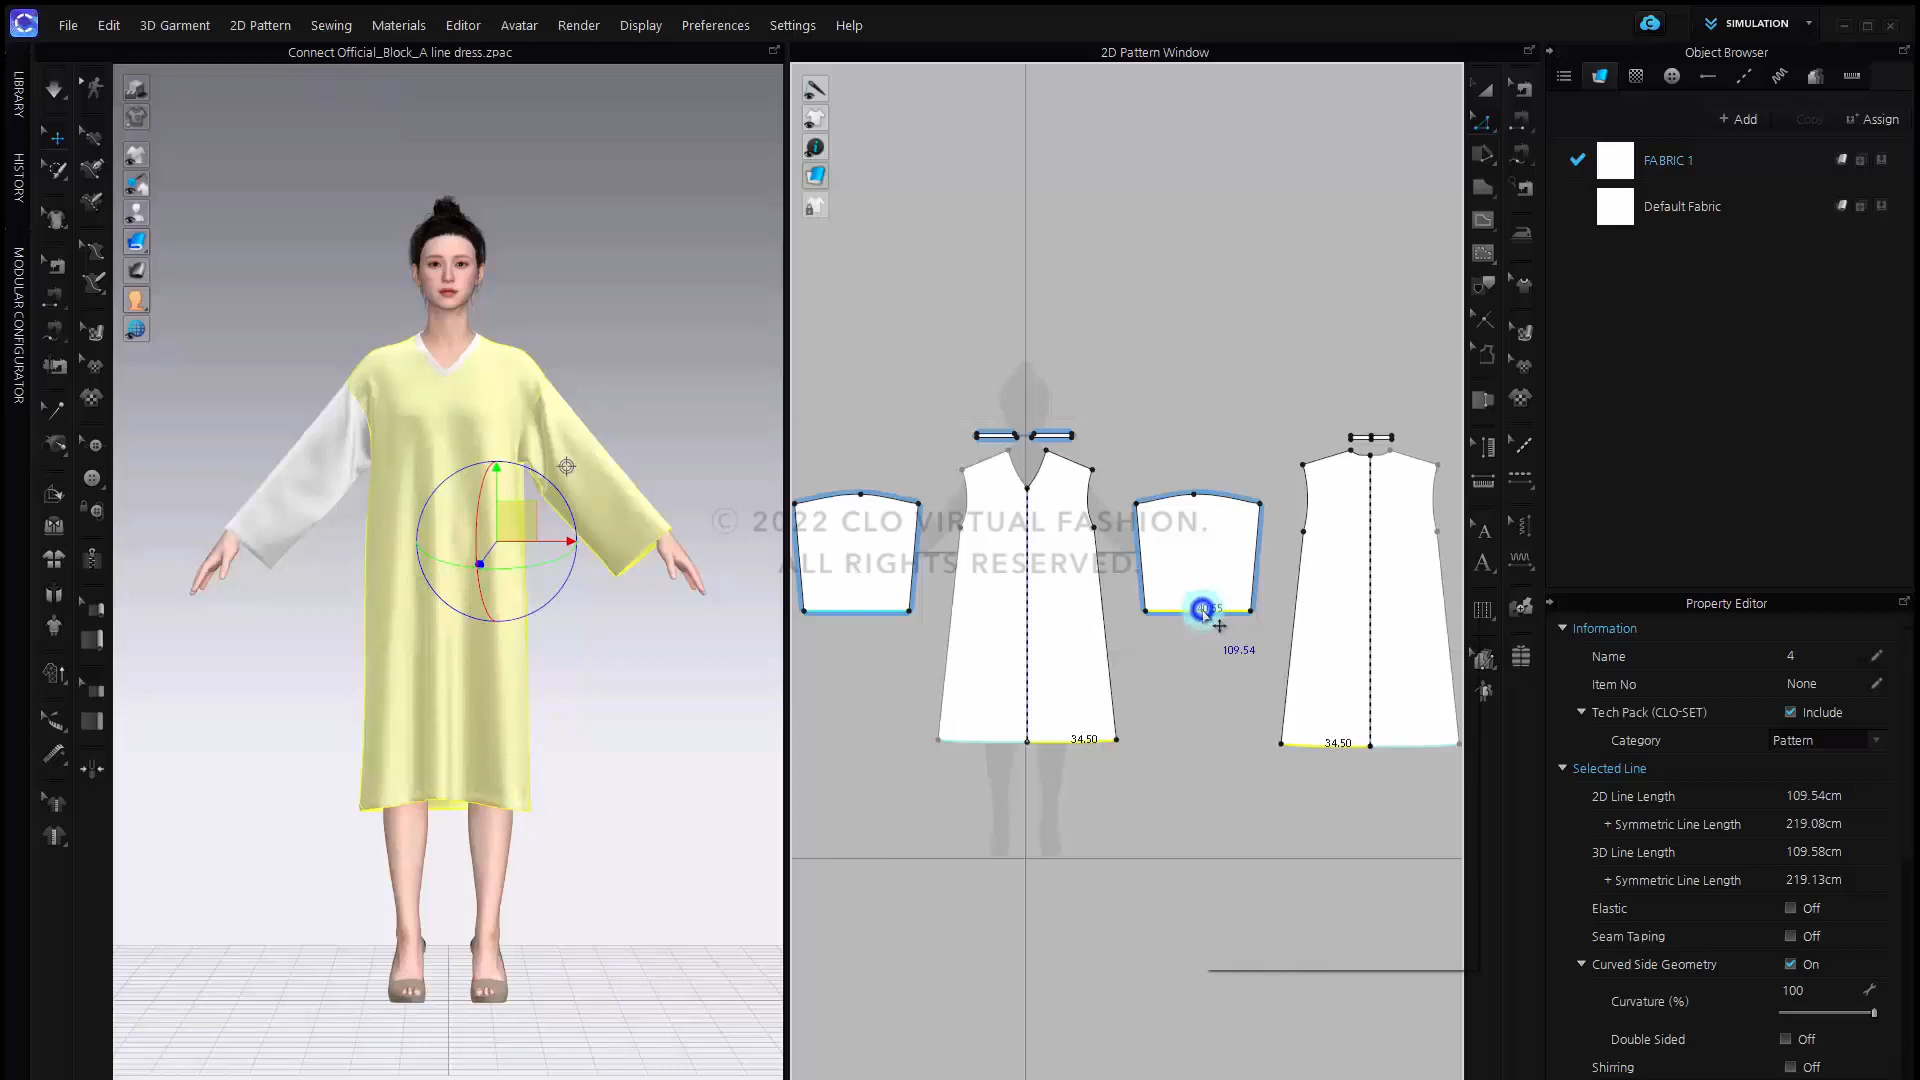 File Edit 3D Garment 2D Pattern Sewing Materials Editor Avatar Render Display Preferences Settings Help
SIMULATION
Connect Official_Block_A line dress.zpac
2D Pattern Window
Object Browser
LIBRARY
HISTORY
MODULAR CONFIGURATOR
+ Add Copy Assign
FABRIC 1
Default Fabric
© 2022 CLO VIRTUAL FASHION.
ALL RIGHTS RESERVED.
109.54
34.50
34.50
A
A
Property Editor
Information
Name 4
Item No None
Tech Pack (CLO-SET) Include
Category Pattern
Selected Line
2D Line Length 109.54cm
+ Symmetric Line Length 219.08cm
3D Line Length 109.58cm
+ Symmetric Line Length 219.13cm
Elastic Off
Seam Taping Off
Curved Side Geometry On
Curvature (%) 100
Double Sided Off
Shirring Off